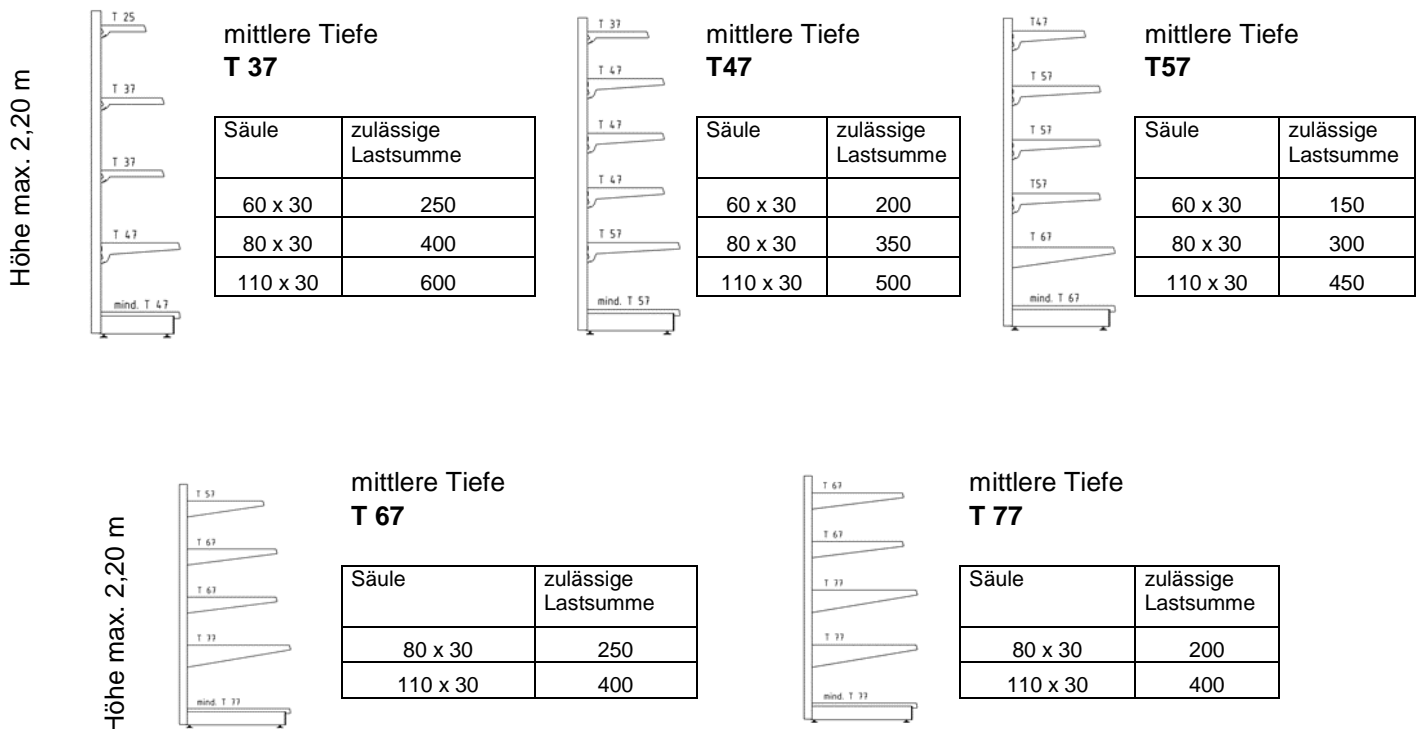 Höhe max. 2,20 m
T 25
T 37
T 37
T 47
mind. T 47
mittlere Tiefe
T 37
Säule zulässige Lastsumme
60 x 30 250
80 x 30 400
110 x 30 600
T 37
T 47
T 47
T 47
T 57
mind. T 57
mittlere Tiefe
T47
Säule zulässige Lastsumme
60 x 30 200
80 x 30 350
110 x 30 500
T47
T 57
T 57
T57
T 67
mind. T 67
mittlere Tiefe
T57
Säule zulässige Lastsumme
60 x 30 150
80 x 30 300
110 x 30 450
Höhe max. 2,20 m
T 57
T 67
T 67
T 77
mind. T 77
mittlere Tiefe
T 67
Säule zulässige Lastsumme
80 x 30 250
110 x 30 400
T 67
T 67
T 77
T 77
mind. T 77
mittlere Tiefe
T 77
Säule zulässige Lastsumme
80 x 30 200
110 x 30 400